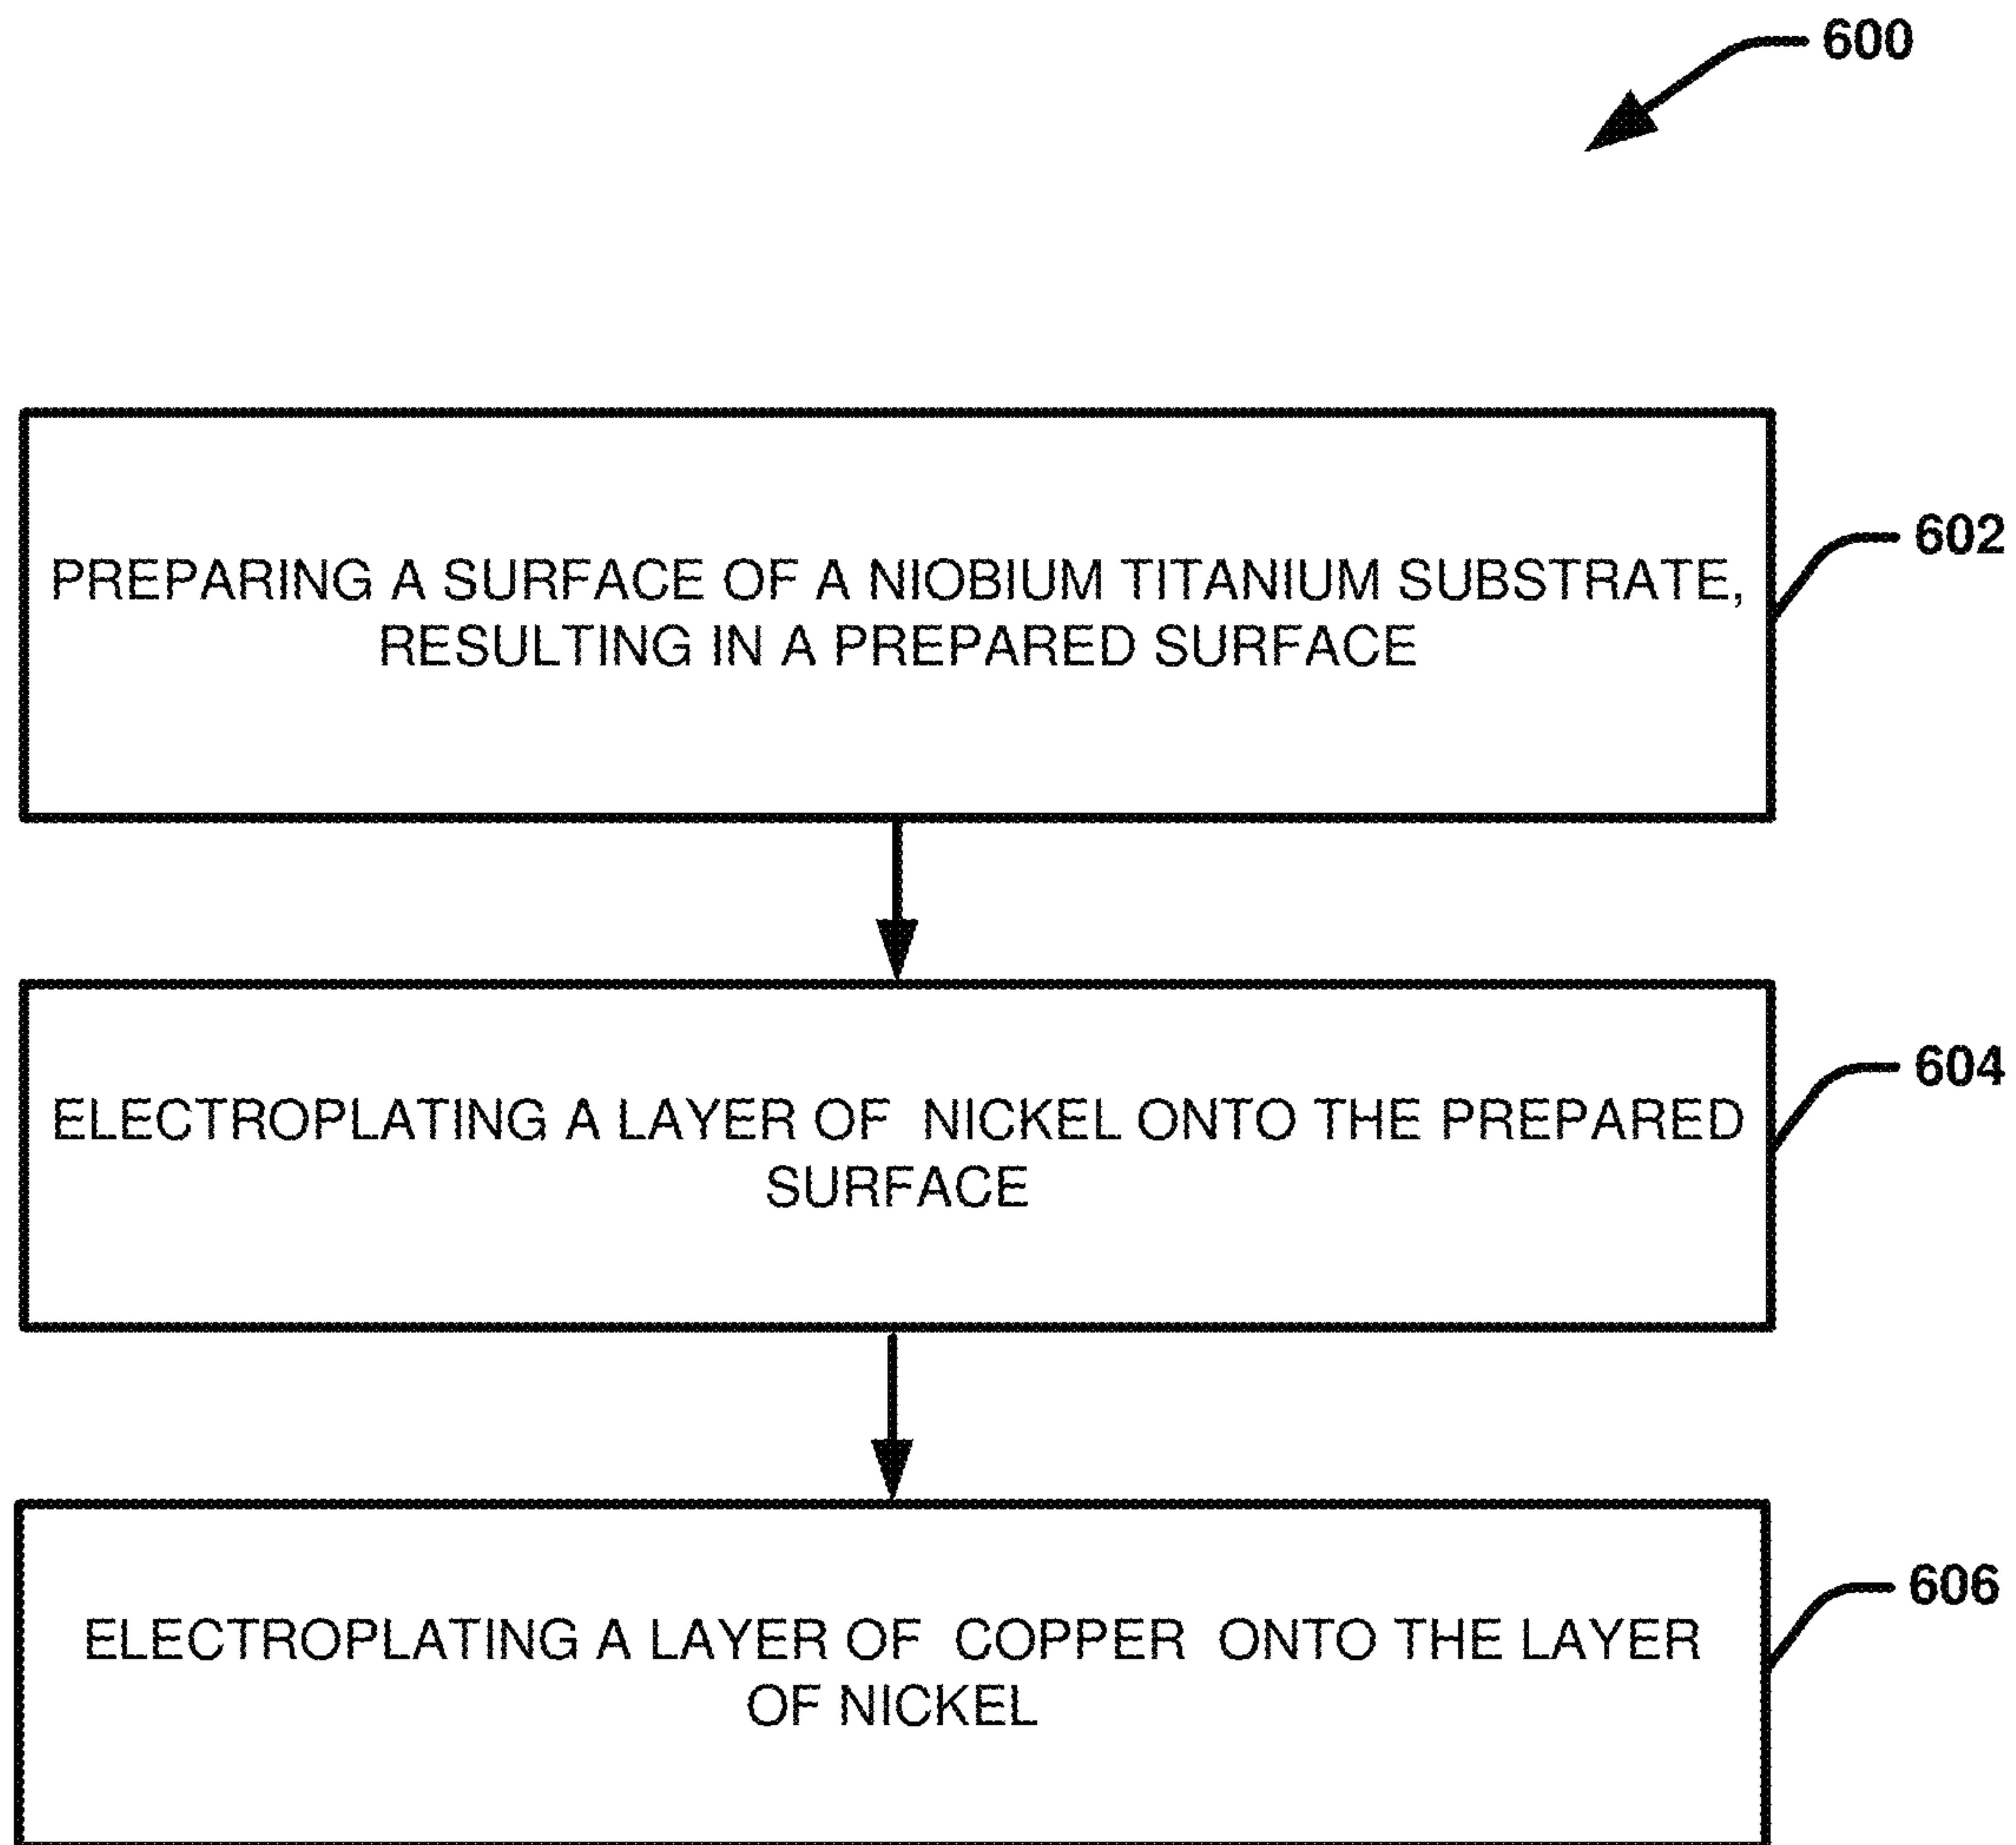 600
PREPARING A SURFACE OF A NIOBIUM TITANIUM SUBSTRATE,
RESULTING IN A PREPARED SURFACE
602
ELECTROPLATING A LAYER OF  NICKEL ONTO THE PREPARED
SURFACE
604
ELECTROPLATING A LAYER OF  COPPER  ONTO THE LAYER
OF NICKEL
606